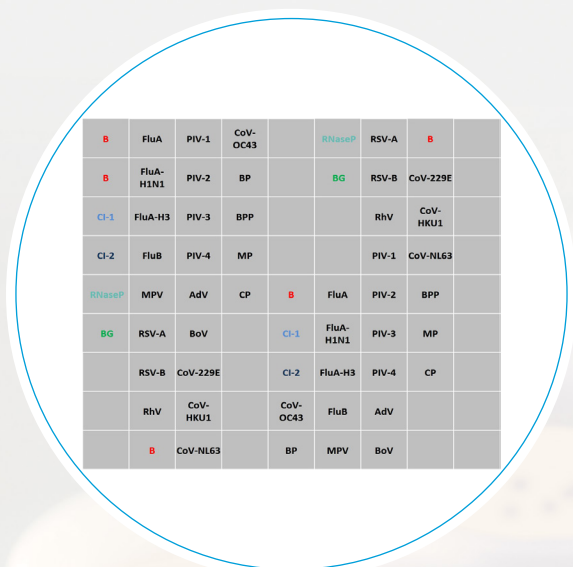 B FluA PIV-1 CoV-OC43 RNaseP RSV-A B
B FluA-H1N1 PIV-2 BP BG RSV-B CoV-229E
CI-1 FluA-H3 PIV-3 BPP RhV CoV-HKU1
CI-2 FluB PIV-4 MP PIV-1 CoV-NL63
RNaseP MPV AdV CP B FluA PIV-2 BPP
BG RSV-A BoV CI-1 FluA-H1N1 PIV-3 MP
RSV-B CoV-229E CI-2 FluA-H3 PIV-4 CP
RhV CoV-HKU1 CoV-OC43 FluB AdV
B CoV-NL63 BP MPV BoV